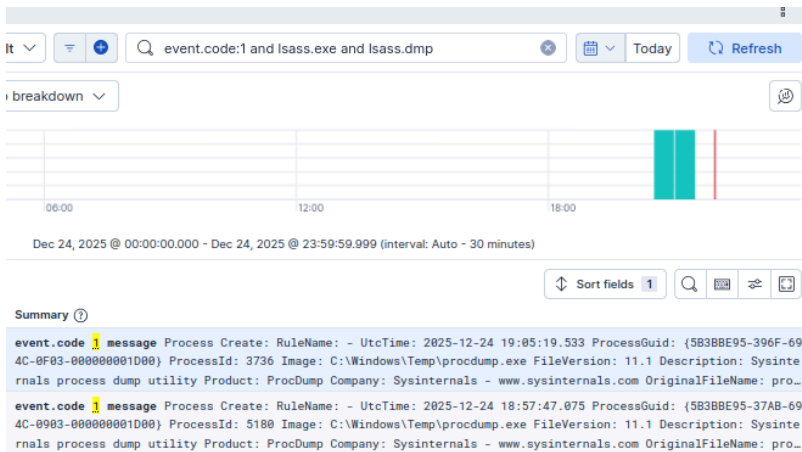 lt
event.code:1 and lsass.exe and lsass.dmp
Today
Refresh
breakdown
06:00 12:00 18:00
Dec 24, 2025 @ 00:00:00.000 - Dec 24, 2025 @ 23:59:59.999 (interval: Auto - 30 minutes)
Sort fields 1
Summary
event.code 1 message Process Create: RuleName: - UtcTime: 2025-12-24 19:05:19.533 ProcessGuid: {5B3BBE95-396F-69
4C-0F03-000000001D00} ProcessId: 3736 Image: C:\Windows\Temp\procdump.exe FileVersion: 11.1 Description: Sysinte
rnals process dump utility Product: ProcDump Company: Sysinternals - www.sysinternals.com OriginalFileName: pro…
event.code 1 message Process Create: RuleName: - UtcTime: 2025-12-24 18:57:47.075 ProcessGuid: {5B3BBE95-37AB-69
4C-0903-000000001D00} ProcessId: 5180 Image: C:\Windows\Temp\procdump.exe FileVersion: 11.1 Description: Sysinte
rnals process dump utility Product: ProcDump Company: Sysinternals - www.sysinternals.com OriginalFileName: pro…